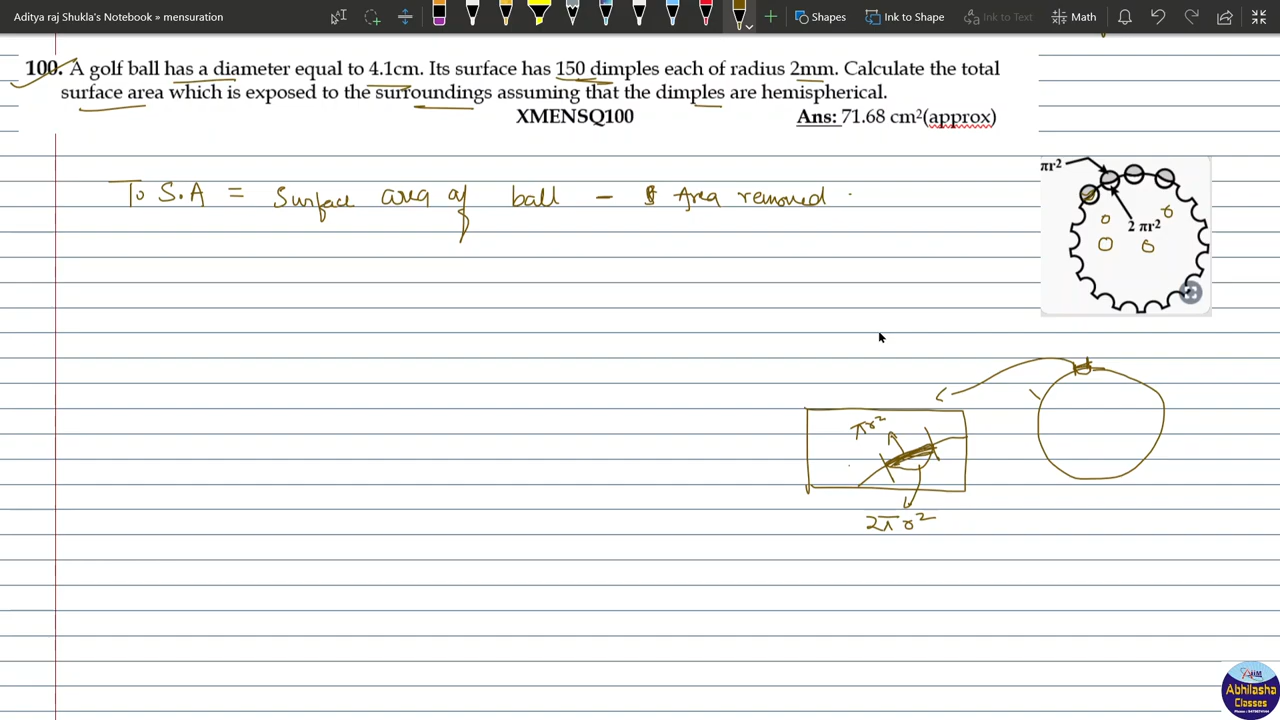 Aditya raj Shukla's Notebook » mensuration
Shapes Ink to Shape Ink to Text Math
100. A golf ball has a diameter equal to 4.1cm. Its surface has 150 dimples each of radius 2mm. Calculate the total
surface area which is exposed to the surroundings assuming that the dimples are hemispherical.
XMENSQ100 Ans: 71.68 cm²(approx)
To S.A = Surface area of ball - Area removed
πr²
2 πr²
πr²
2πr²
Abhilasha
Classes